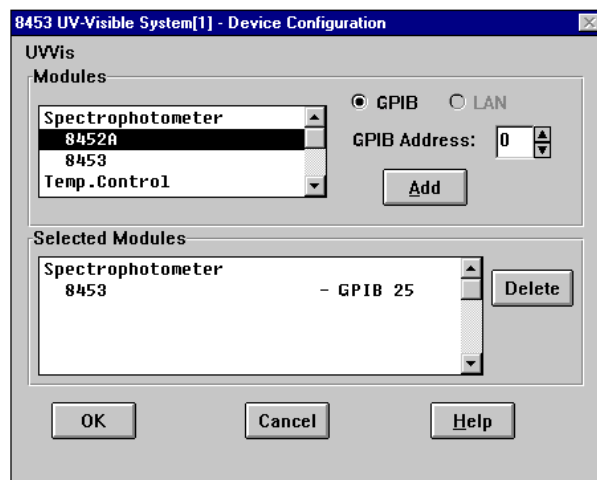 8453 UV-Visible System[1] - Device Configuration
UVVis
Modules
Spectrophotometer
8452A
8453
Temp.Control
GPIB LAN
GPIB Address: 0
Add
Selected Modules
Spectrophotometer
8453 - GPIB 25
Delete
OK Cancel Help